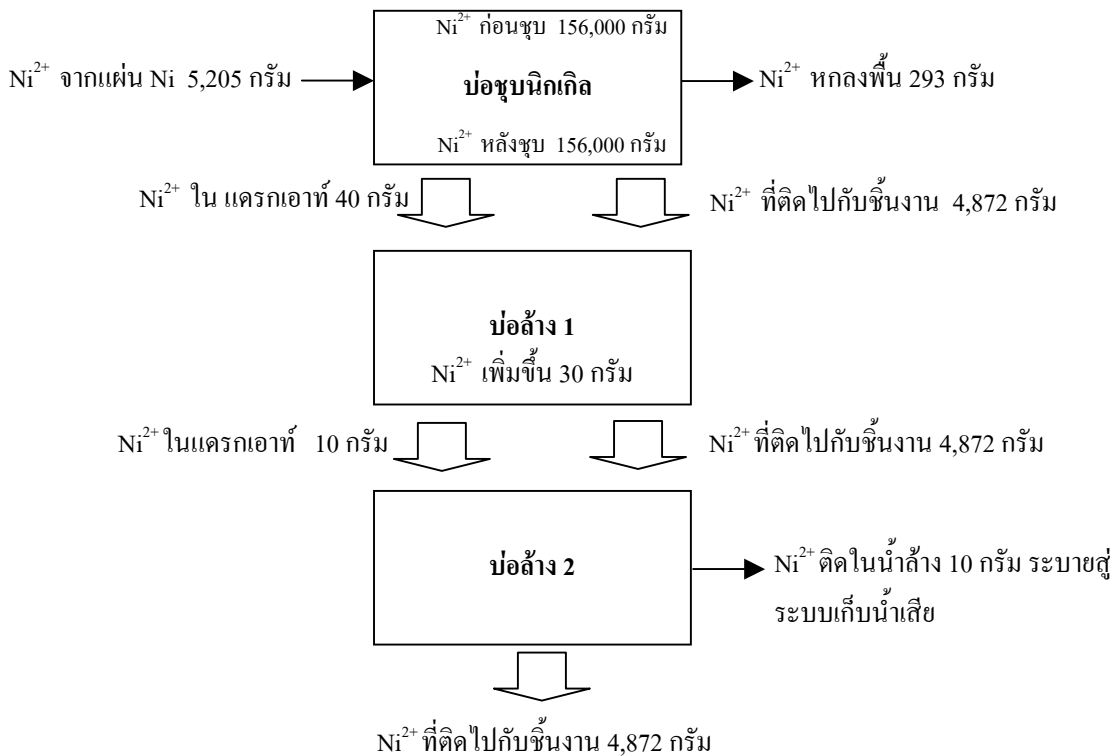 Ni²⁺ ก่อนชุบ 156,000 กรัม
Ni²⁺ จากแผ่น Ni 5,205 กรัม
บ่อชุบนิกเกิล
Ni²⁺ หกลงพื้น 293 กรัม
Ni²⁺ หลังชุบ 156,000 กรัม
Ni²⁺ ใน แดรกเอาท์ 40 กรัม
Ni²⁺ ที่ติดไปกับชิ้นงาน 4,872 กรัม
บ่อล้าง 1
Ni²⁺ เพิ่มขึ้น 30 กรัม
Ni²⁺ ในแดรกเอาท์ 10 กรัม
Ni²⁺ ที่ติดไปกับชิ้นงาน 4,872 กรัม
บ่อล้าง 2
Ni²⁺ ติดในน้ำล้าง 10 กรัม ระบายสู่
ระบบเก็บน้ำเสีย
Ni²⁺ ที่ติดไปกับชิ้นงาน 4,872 กรัม